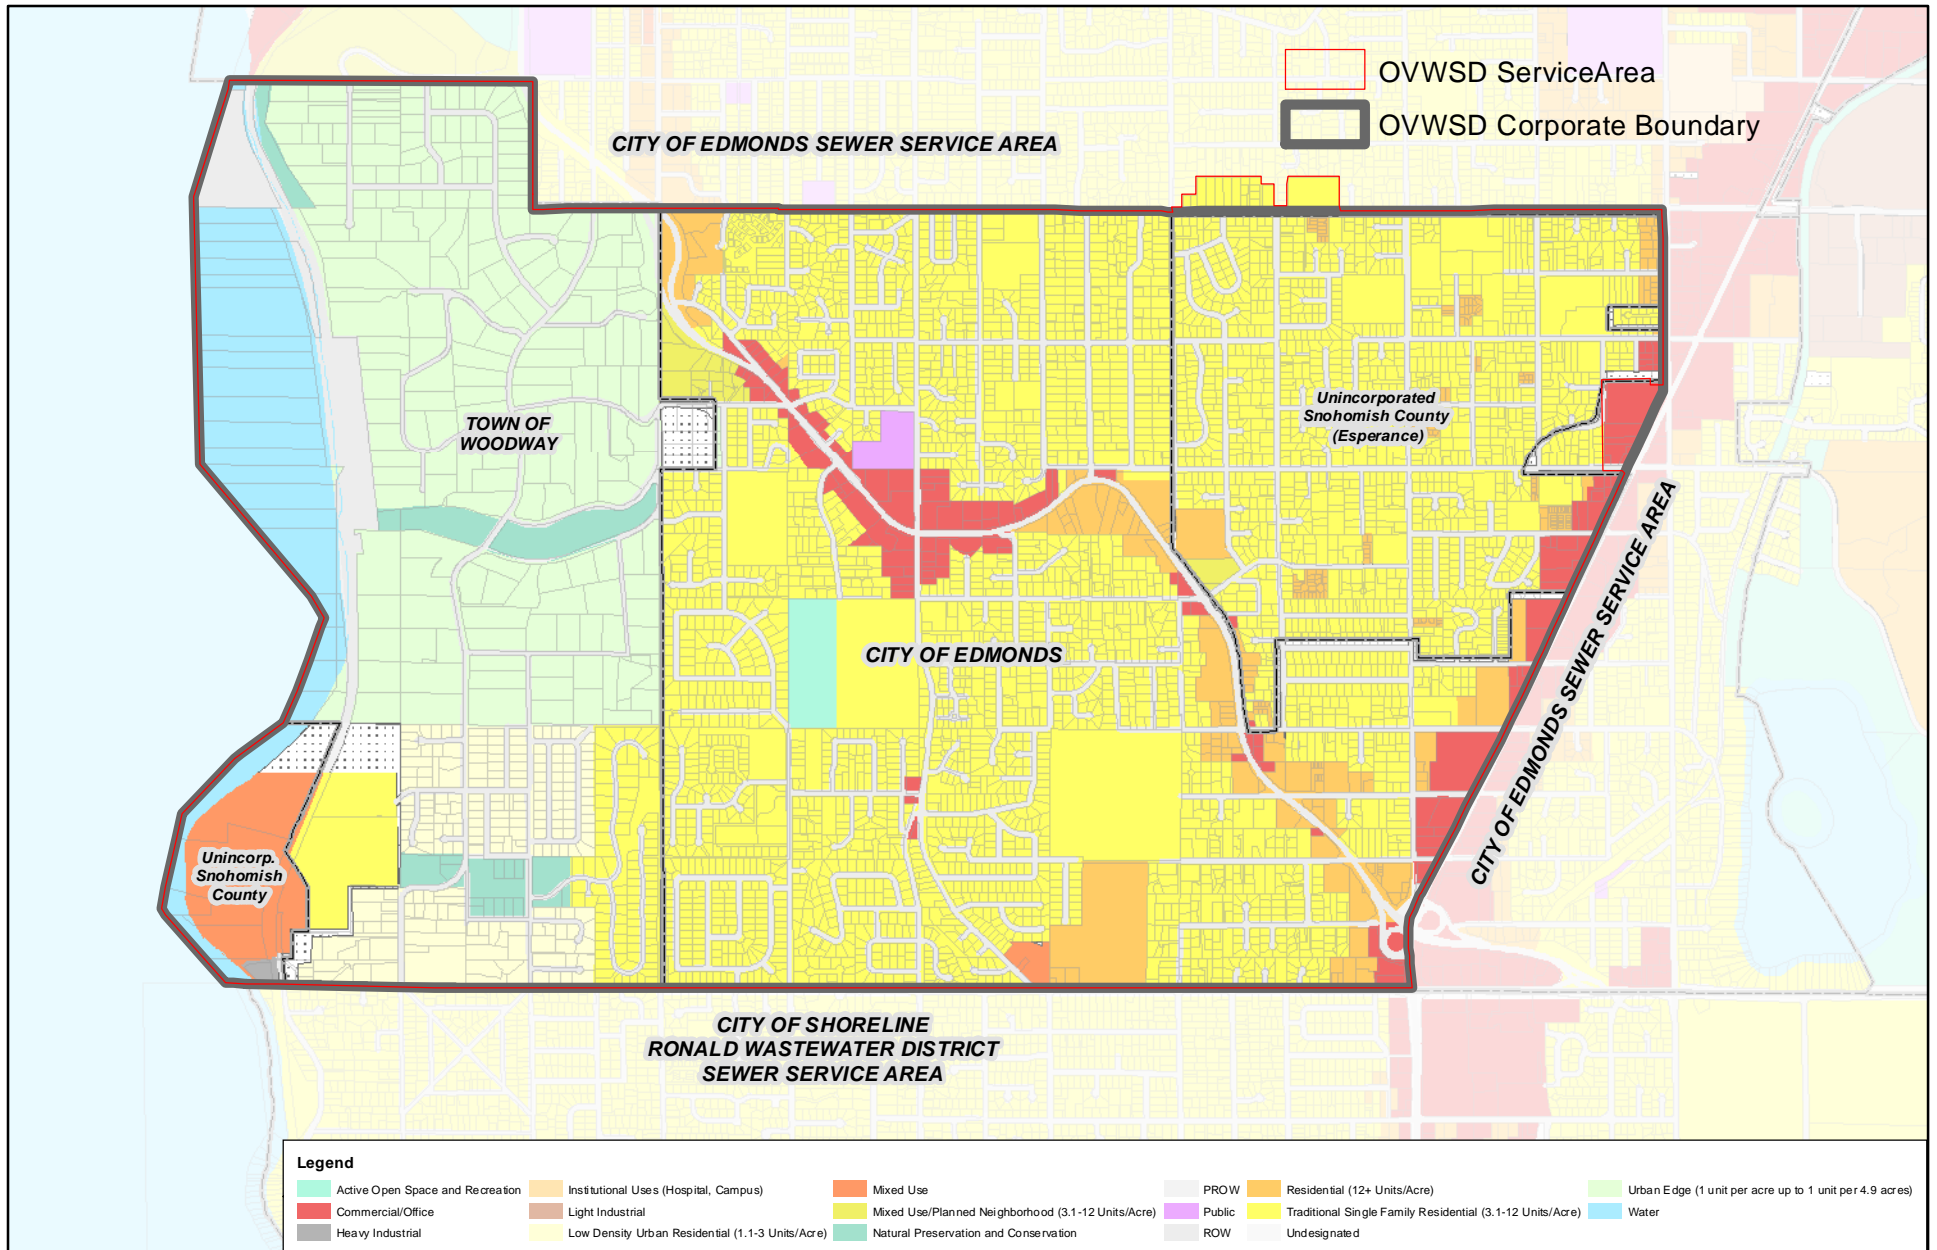 OVWSD ServiceArea
OVWSD Corporate Boundary
CITY OF EDMONDS SEWER SERVICE AREA
TOWN OF
WOODWAY
Unincorporated
Snohomish County
(Esperance)
CITY OF EDMONDS
CITY OF EDMONDS SEWER SERVICE AREA
Unincorp.
Snohomish
County
CITY OF SHORELINE
RONALD WASTEWATER DISTRICT
SEWER SERVICE AREA
Legend
Active Open Space and Recreation
Commercial/Office
Heavy Industrial
Institutional Uses (Hospital, Campus)
Light Industrial
Low Density Urban Residential (1.1-3 Units/Acre)
Mixed Use
Mixed Use/Planned Neighborhood (3.1-12 Units/Acre)
Natural Preservation and Conservation
PROW
Public
ROW
Residential (12+ Units/Acre)
Traditional Single Family Residential (3.1-12 Units/Acre)
Undesignated
Urban Edge (1 unit per acre up to 1 unit per 4.9 acres)
Water